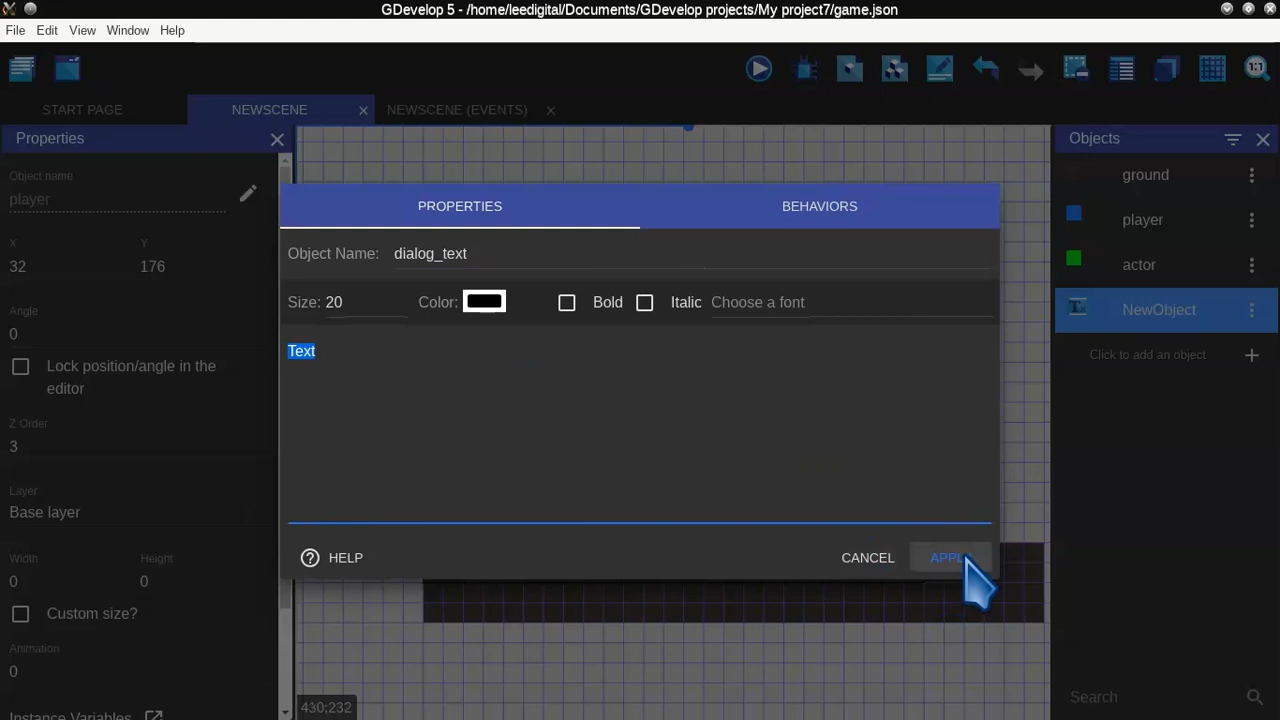 GDevelop 5 - /home/leedigital/Documents/GDevelop projects/My project7/game.json
File Edit View Window Help
1:1
START PAGE NEWSCENE NEWSCENE (EVENTS)
Properties
Object name
player
X Y
32 176
Angle
0
Lock position/angle in the
editor
Z Order
3
Layer
Base layer
Width Height
0 0
Custom size?
Animation
0
Instance Variables
PROPERTIES BEHAVIORS
Object Name: dialog_text
Size: 20 Color: Bold Italic Choose a font
Text
HELP CANCEL APPLY
430;232
Objects
ground
player
actor
NewObject
Click to add an object
Search